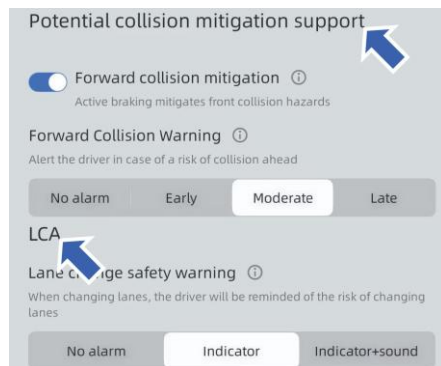 Potential collision mitigation support
Forward collision mitigation
Active braking mitigates front collision hazards
Forward Collision Warning
Alert the driver in case of a risk of collision ahead
No alarm Early Moderate Late
LCA
Lane change safety warning
When changing lanes, the driver will be reminded of the risk of changing
lanes
No alarm Indicator Indicator+sound